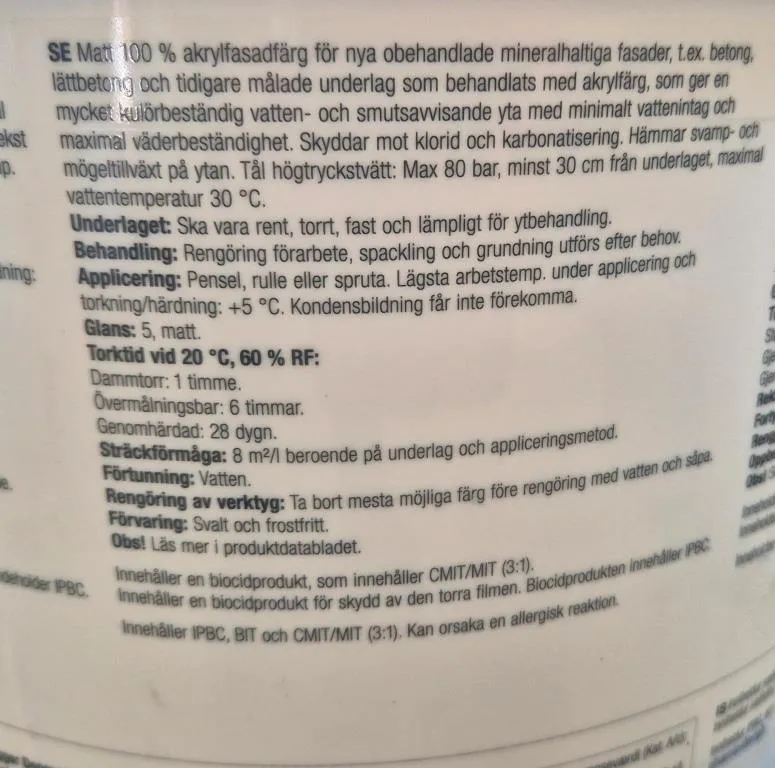 SE Matt 100 % akrylfasadfärg för nya obehandlade mineralhaltiga fasader, t.ex. betong,
lättbetong och tidigare målade underlag som behandlats med akrylfärg, som ger en
mycket kulörbeständig vatten- och smutsavvisande yta med minimalt vattenintag och
maximal väderbeständighet. Skyddar mot klorid och karbonatisering. Hämmar svamp- och
mögeltillväxt på ytan. Tål högtryckstvätt: Max 80 bar, minst 30 cm från underlaget, maximal
vattentemperatur 30 °C.
Underlaget: Ska vara rent, torrt, fast och lämpligt för ytbehandling.
Behandling: Rengöring förarbete, spackling och grundning utförs efter behov.
Applicering: Pensel, rulle eller spruta. Lägsta arbetstemp. under applicering och
torkning/härdning: +5 °C. Kondensbildning får inte förekomma.
Glans: 5, matt.
Torktid vid 20 °C, 60 % RF:
Dammtorr: 1 timme.
Övermålningsbar: 6 timmar.
Genomhärdad: 28 dygn.
Sträckförmåga: 8 m²/l beroende på underlag och appliceringsmetod.
Förtunning: Vatten.
Rengöring av verktyg: Ta bort mesta möjliga färg före rengöring med vatten och såpa.
Förvaring: Svalt och frostfritt.
Obs! Läs mer i produktdatabladet.
Innehåller en biocidprodukt, som innehåller CMIT/MIT (3:1).
Innehåller en biocidprodukt för skydd av den torra filmen. Biocidprodukten innehåller IPBC.
Innehåller IPBC, BIT och CMIT/MIT (3:1). Kan orsaka en allergisk reaktion.
IPBC.
(Kat. A/c)